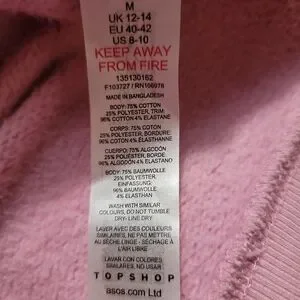 M
UK 12-14
EU 40-42
US 8-10
KEEP AWAY
FROM FIRE
135130162
F103727 / RN106078
MADE IN BANGLADESH
BODY: 75% COTTON
25% POLYESTER, TRIM:
96% COTTON 4% ELASTANE
CORPS: 75% COTON,
25% POLYESTER, BORDURE
96% COTON 4% ÉLASTHANNE
CUERPO: 75% ALGODÓN
25% POLIÉSTER, BORDE:
96% ALGODÓN 4% ELASTANO
BODY: 75% BAUMWOLLE
25% POLYESTER,
EINFASSUNG:
96% BAUMWOLLE
4% ELASTHAN
WASH WITH SIMILAR
COLOURS, DO NOT TUMBLE
DRY- LINE DRY
LAVER AVEC DES COULEURS
SIMILAIRES, NE PAS METTRE
AU SÈCHE LINGE - SÉCHAGE À
L'AIR LIBRE
LAVAR CON COLORES
SIMILARES, NO USAR
TOPSHOP
asos.com Ltd